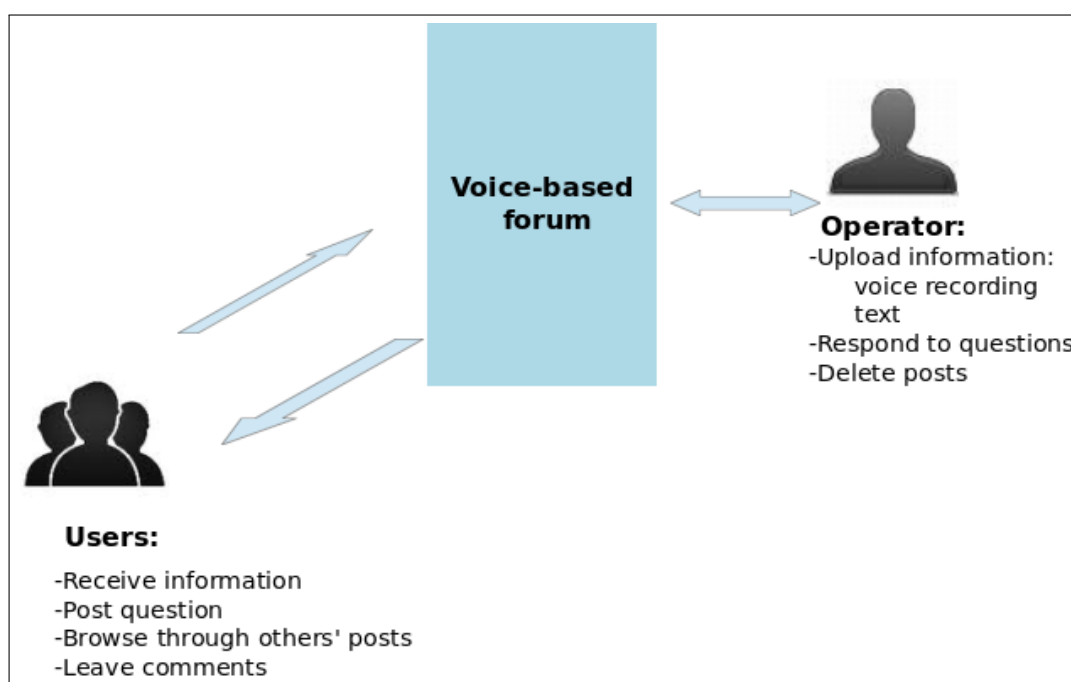 Voice-based
forum
Operator:
-Upload information:
voice recording
text
-Respond to questions
-Delete posts
Users:
-Receive information
-Post question
-Browse through others' posts
-Leave comments